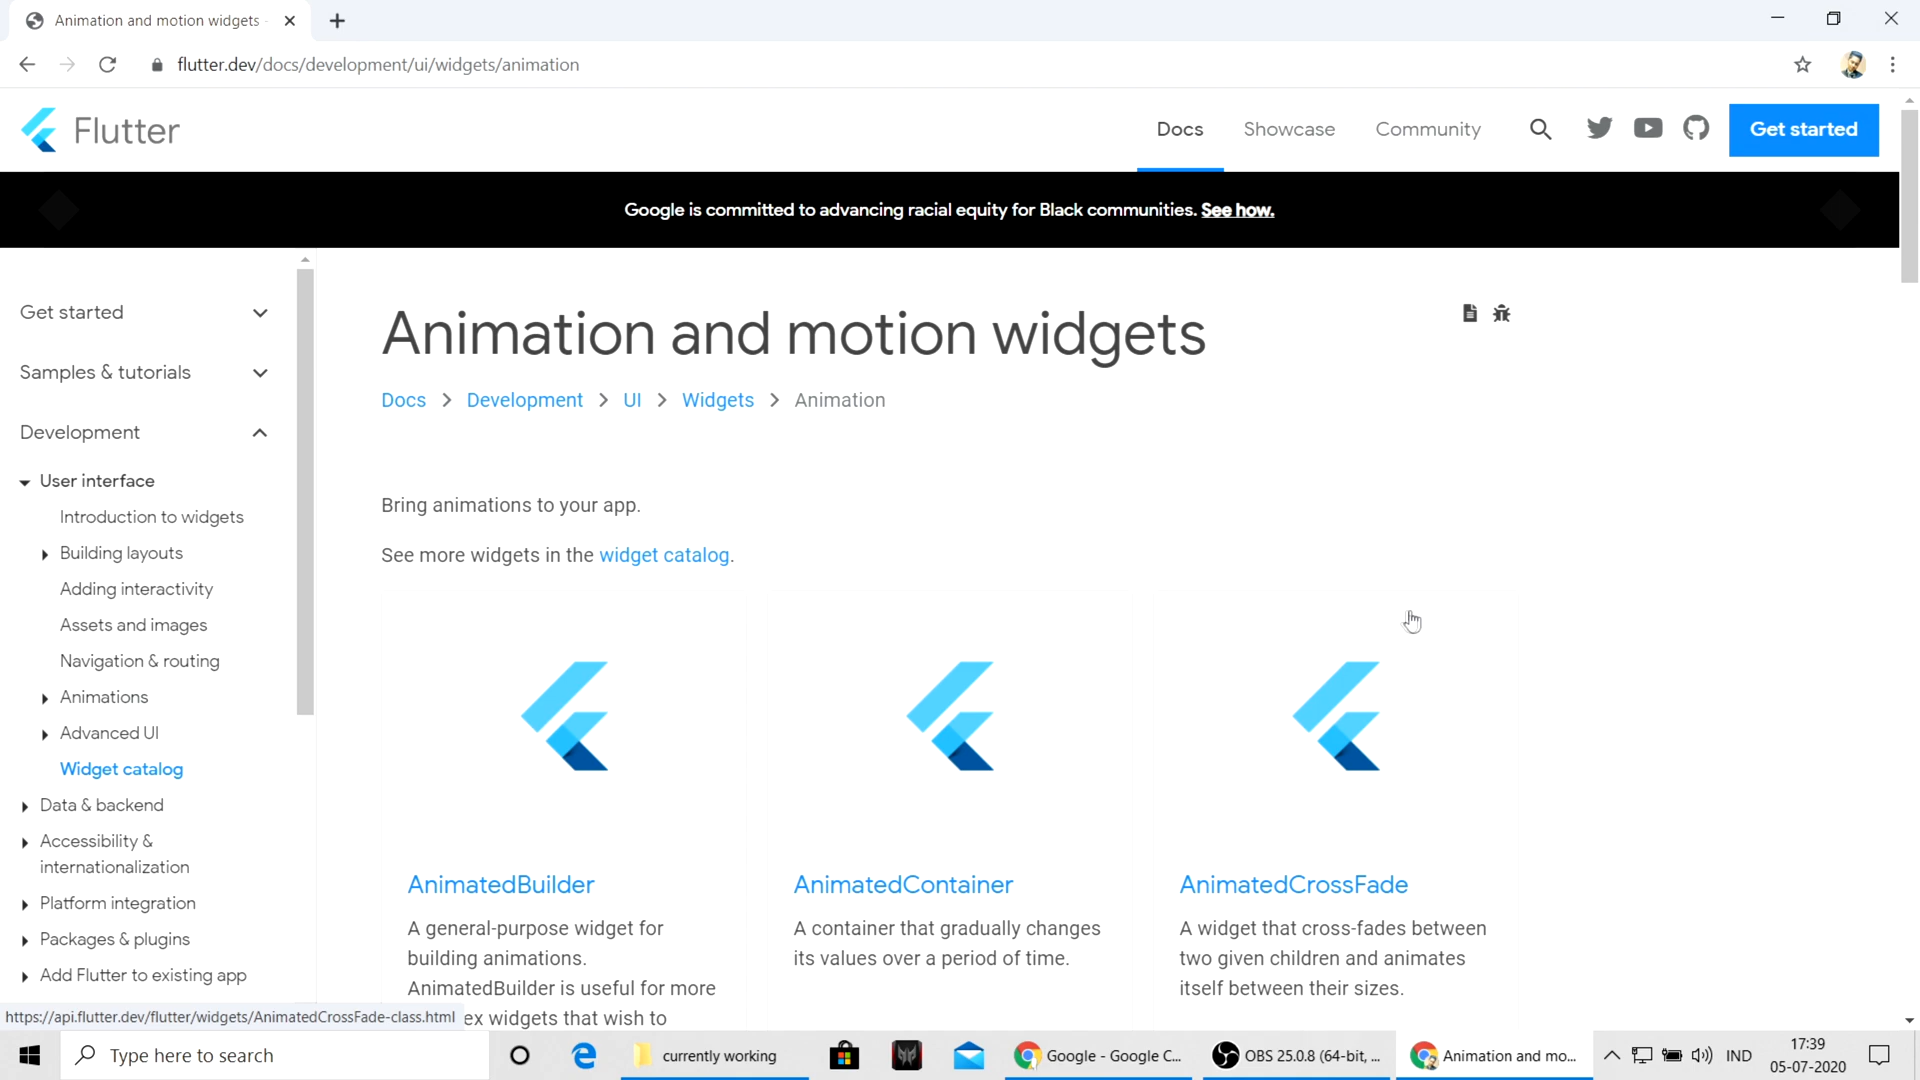 Animation and motion widgets
flutter.dev/docs/development/ui/widgets/animation
Flutter
Docs
Showcase
Community
Get started
Google is committed to advancing racial equity for Black communities. See how.
Get started
Samples & tutorials
Development
User interface
Introduction to widgets
Building layouts
Adding interactivity
Assets and images
Navigation & routing
Animations
Advanced UI
Widget catalog
Data & backend
Accessibility &
internationalization
Platform integration
Packages & plugins
Add Flutter to existing app
Animation and motion widgets
Docs > Development > UI > Widgets > Animation
Bring animations to your app.
See more widgets in the widget catalog.
AnimatedBuilder
A general-purpose widget for
building animations.
AnimatedBuilder is useful for more
ex widgets that wish to
AnimatedContainer
A container that gradually changes
its values over a period of time.
AnimatedCrossFade
A widget that cross-fades between
two given children and animates
itself between their sizes.
https://api.flutter.dev/flutter/widgets/AnimatedCrossFade-class.html
Type here to search
currently working
Google - Google C...
OBS 25.0.8 (64-bit, ...
Animation and mo...
IND
17:39
05-07-2020